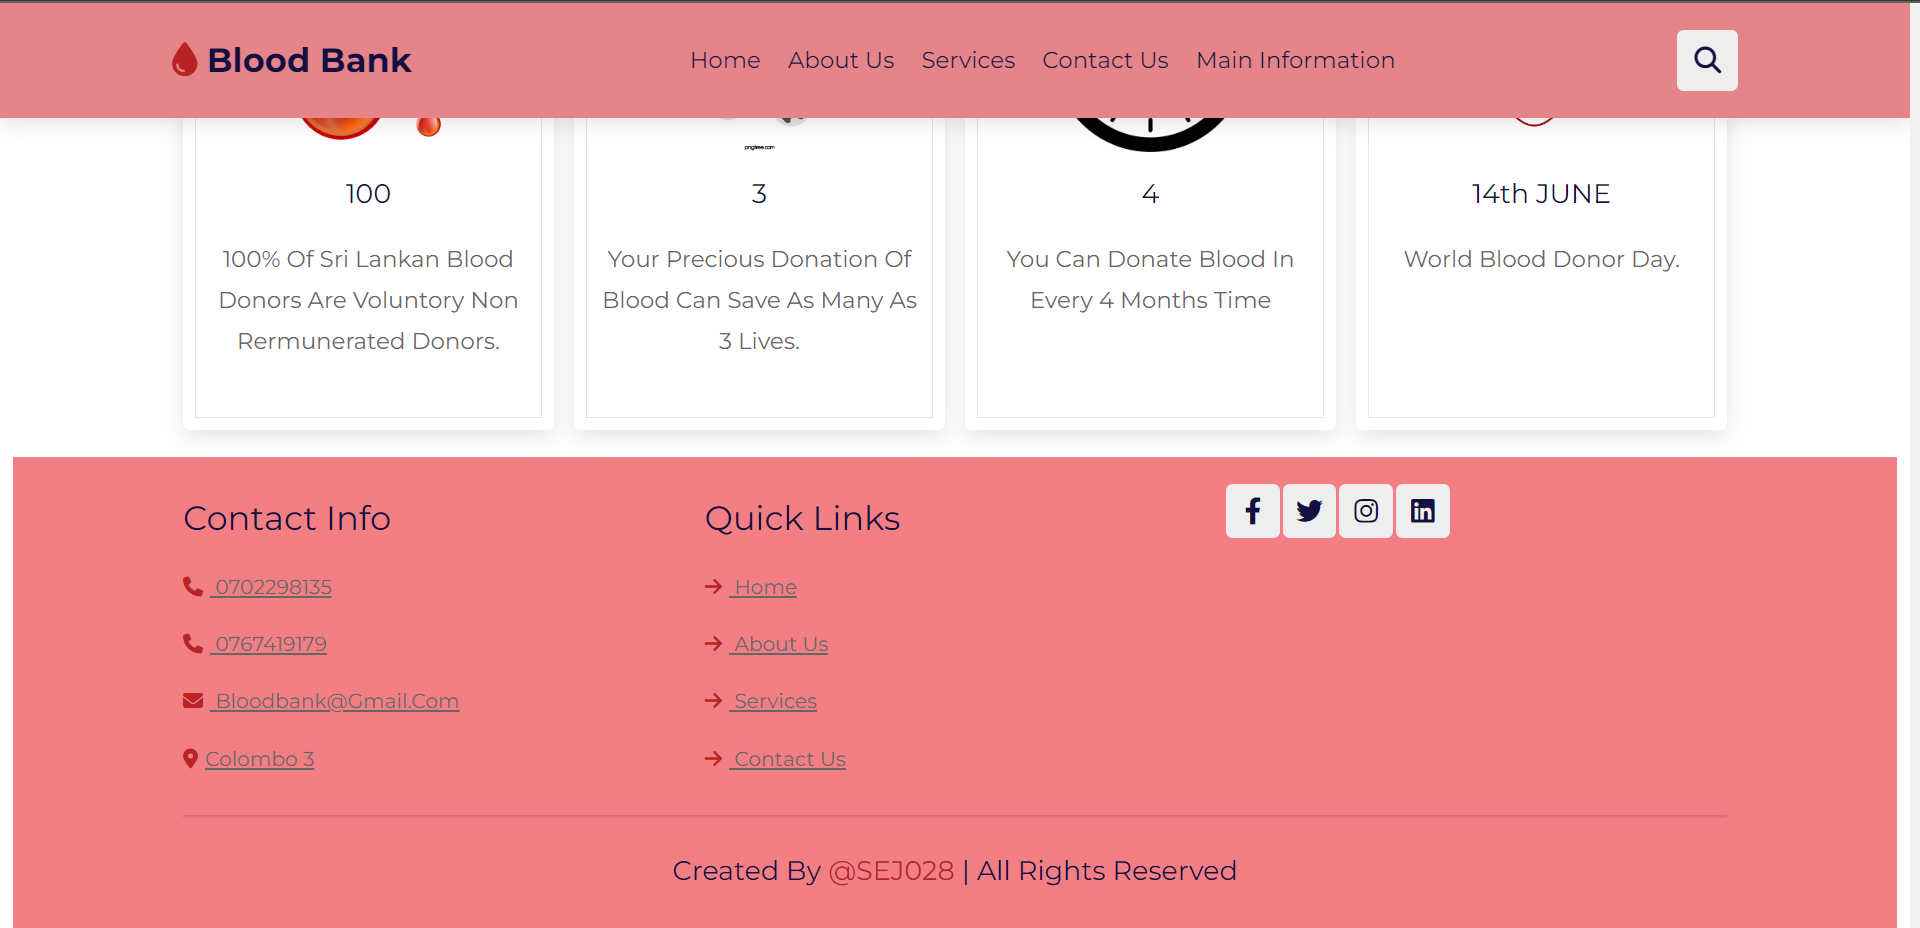 Blood Bank
Home About Us Services Contact Us Main Information
pngtree.com
100
100% Of Sri Lankan Blood
Donors Are Voluntory Non
Rermunerated Donors.
3
Your Precious Donation Of
Blood Can Save As Many As
3 Lives.
4
You Can Donate Blood In
Every 4 Months Time
14th JUNE
World Blood Donor Day.
Contact Info
0702298135
0767419179
Bloodbank@Gmail.Com
Colombo 3
Quick Links
Home
About Us
Services
Contact Us
Created By @SEJ028 | All Rights Reserved